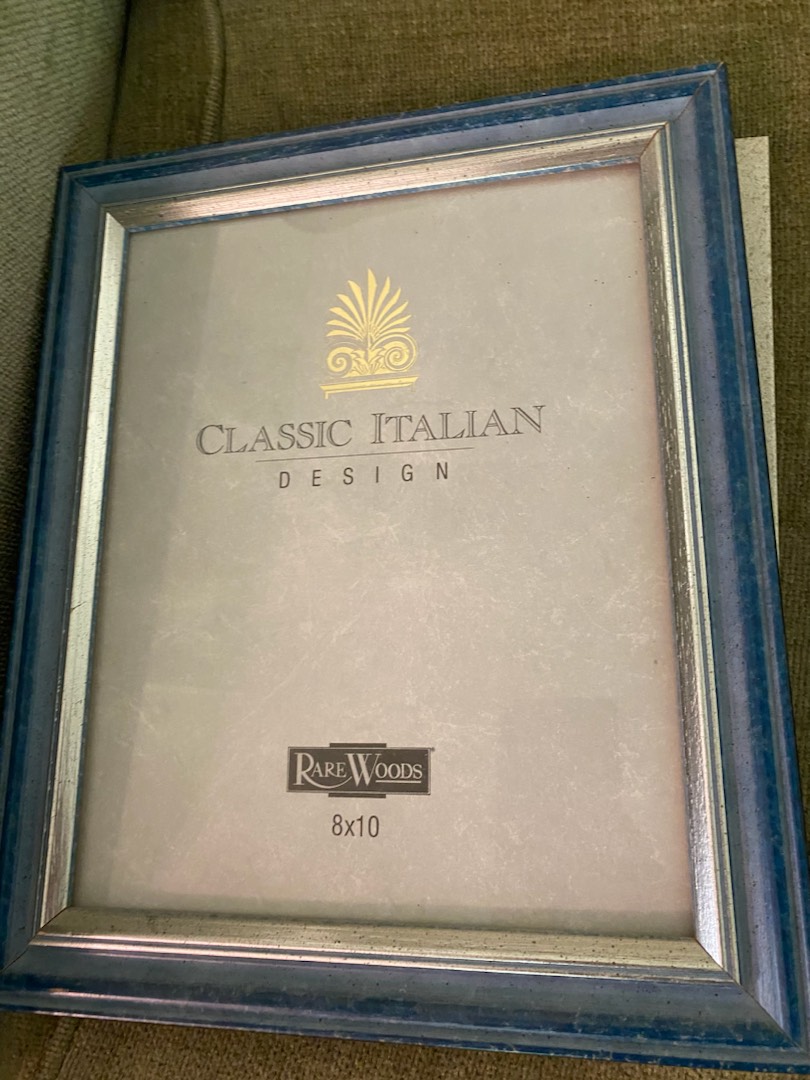 CLASSIC ITALIAN
DESIGN
RARE WOODS
8x10